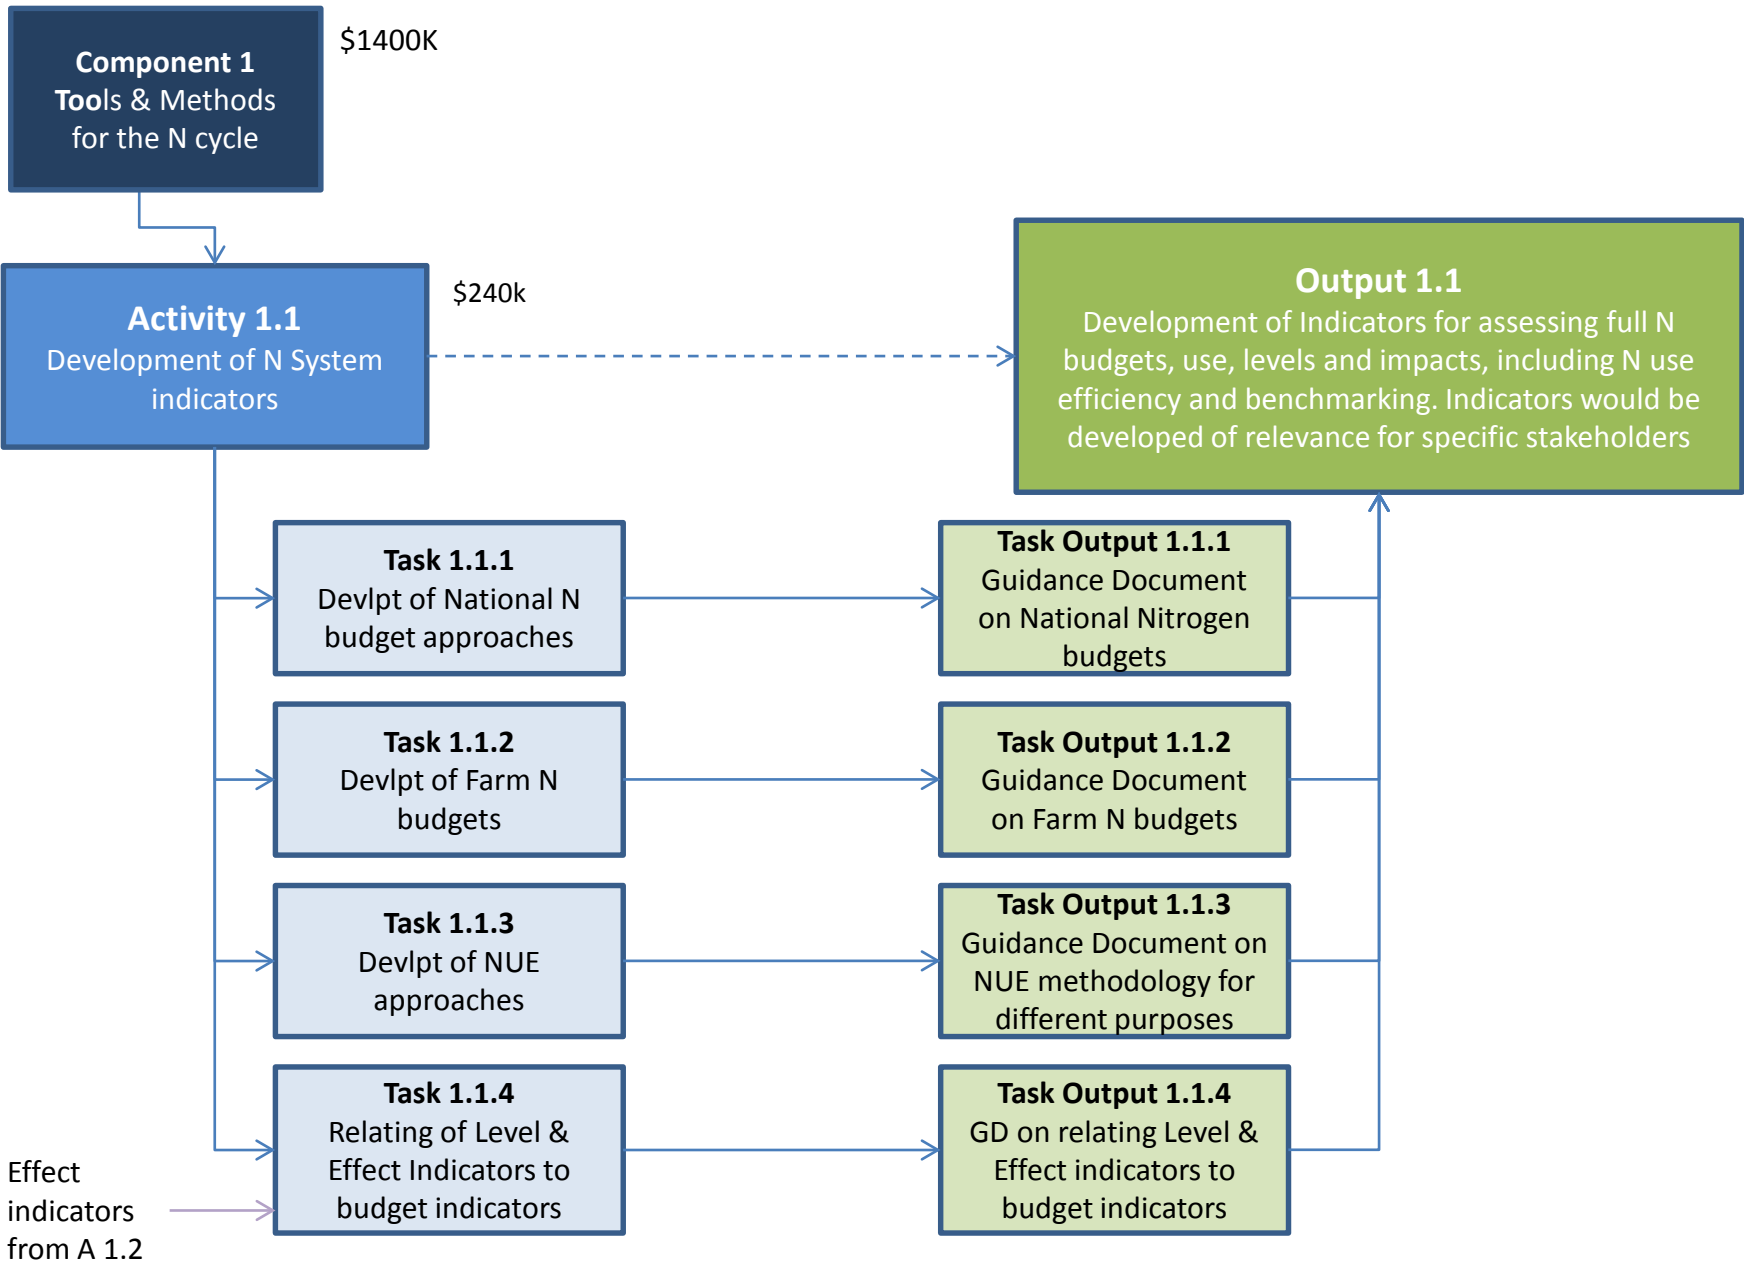 Component 1
Tools & Methods
for the N cycle
$1400K
Activity 1.1
Development of N System
indicators
$240k
Output 1.1
Development of Indicators for assessing full N
budgets, use, levels and impacts, including N use
efficiency and benchmarking. Indicators would be
developed of relevance for specific stakeholders
Task 1.1.1
Devlpt of National N
budget approaches
Task Output 1.1.1
Guidance Document
on National Nitrogen
budgets
Task 1.1.2
Devlpt of Farm N
budgets
Task Output 1.1.2
Guidance Document
on Farm N budgets
Task 1.1.3
Devlpt of NUE
approaches
Task Output 1.1.3
Guidance Document on
NUE methodology for
different purposes
Effect
indicators
from A 1.2
Task 1.1.4
Relating of Level &
Effect Indicators to
budget indicators
Task Output 1.1.4
GD on relating Level &
Effect indicators to
budget indicators